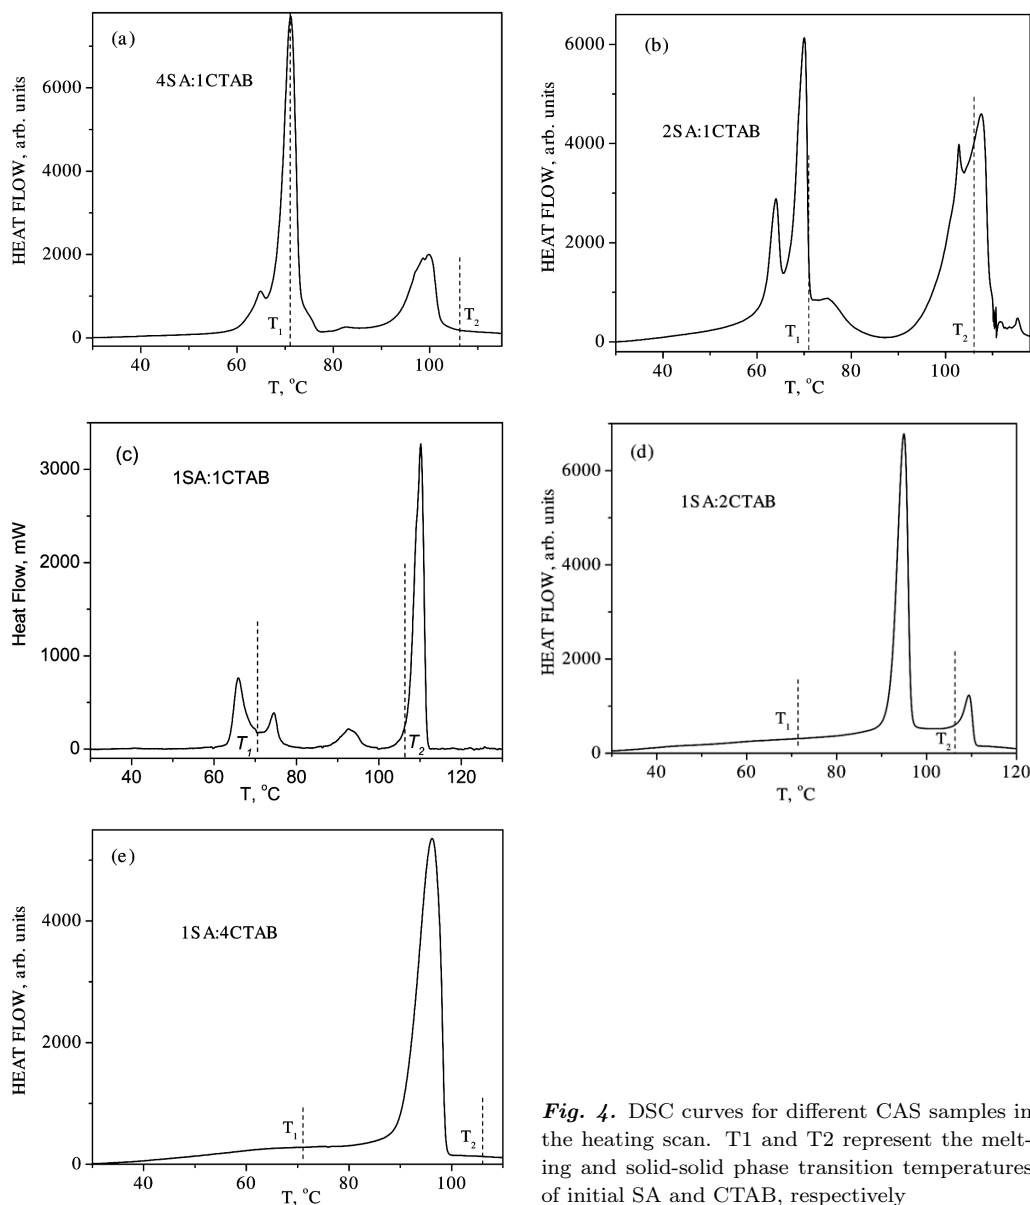 (a)
4SA:1CTAB
HEAT FLOW, arb. units
6000
4000
2000
0
T1
T2
40 60 80 100
T, °C
(b)
2SA:1CTAB
HEAT FLOW, arb. units
6000
4000
2000
0
T1
T2
40 60 80 100
T, °C
(c)
1SA:1CTAB
Heat Flow, mW
3000
2000
1000
0
T1
T2
40 60 80 100 120
T, °C
(d)
1SA:2CTAB
HEAT FLOW, arb. units
6000
4000
2000
0
T1
T2
40 60 80 100 120
T, °C
(e)
1SA:4CTAB
HEAT FLOW, arb. units
4000
2000
0
T1
T2
40 60 80 100
T, °C
Fig. 4. DSC curves for different CAS samples in
the heating scan. T1 and T2 represent the melt-
ing and solid-solid phase transition temperatures
of initial SA and CTAB, respectively